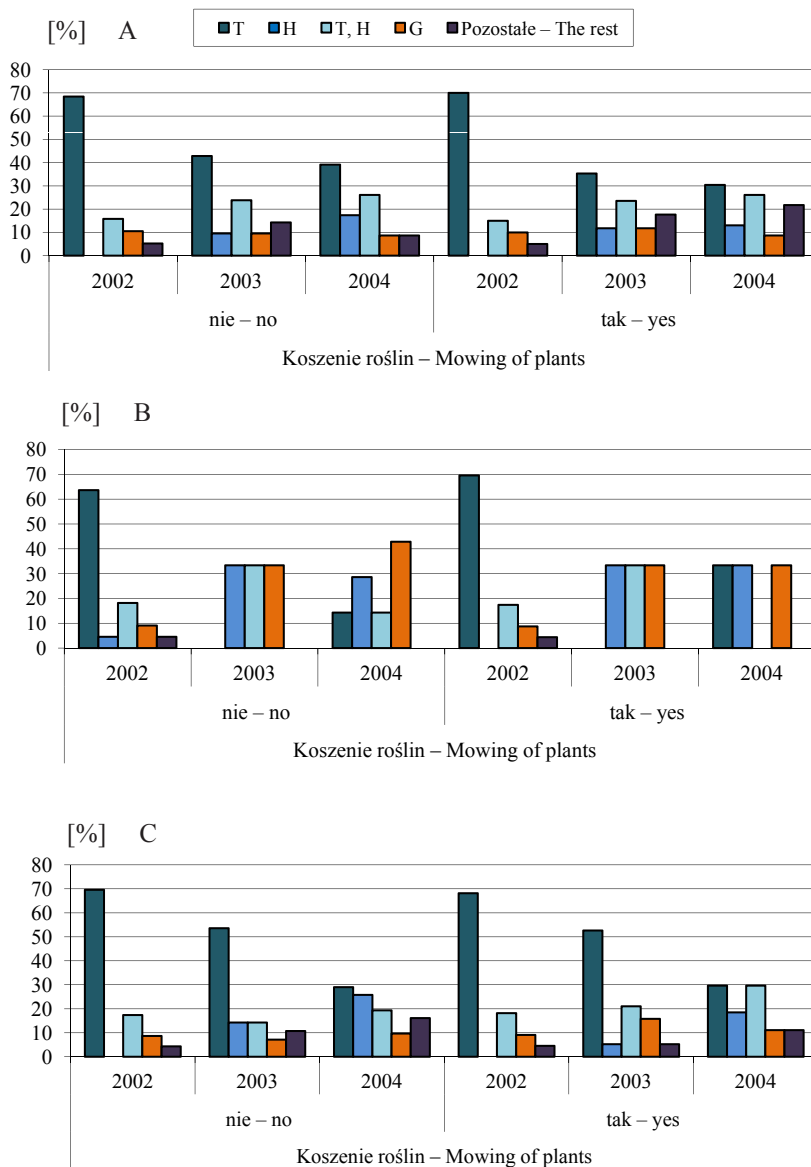 [%] A
T H T, H G Pozostałe – The rest
80
70
60
50
40
30
20
10
0
2002 2003 2004 2002 2003 2004
nie – no tak – yes
Koszenie roślin – Mowing of plants
[%] B
80
70
60
50
40
30
20
10
0
2002 2003 2004 2002 2003 2004
nie – no tak – yes
Koszenie roślin – Mowing of plants
[%] C
80
70
60
50
40
30
20
10
0
2002 2003 2004 2002 2003 2004
nie – no tak – yes
Koszenie roślin – Mowing of plants